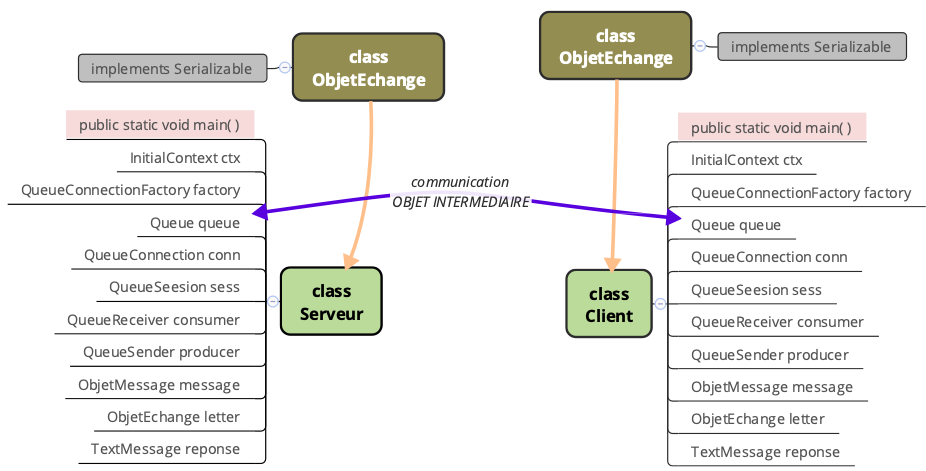 class
ObjetEchange
implements Serializable
class
ObjetEchange
implements Serializable
public static void main( )
InitialContext ctx
QueueConnectionFactory factory
Queue queue
QueueConnection conn
QueueSeesion sess
QueueReceiver consumer
QueueSender producer
ObjetMessage message
ObjetEchange letter
TextMessage reponse
class
Serveur
communication
OBJET INTERMEDIAIRE
class
Client
public static void main( )
InitialContext ctx
QueueConnectionFactory factory
Queue queue
QueueConnection conn
QueueSeesion sess
QueueReceiver consumer
QueueSender producer
ObjetMessage message
ObjetEchange letter
TextMessage reponse